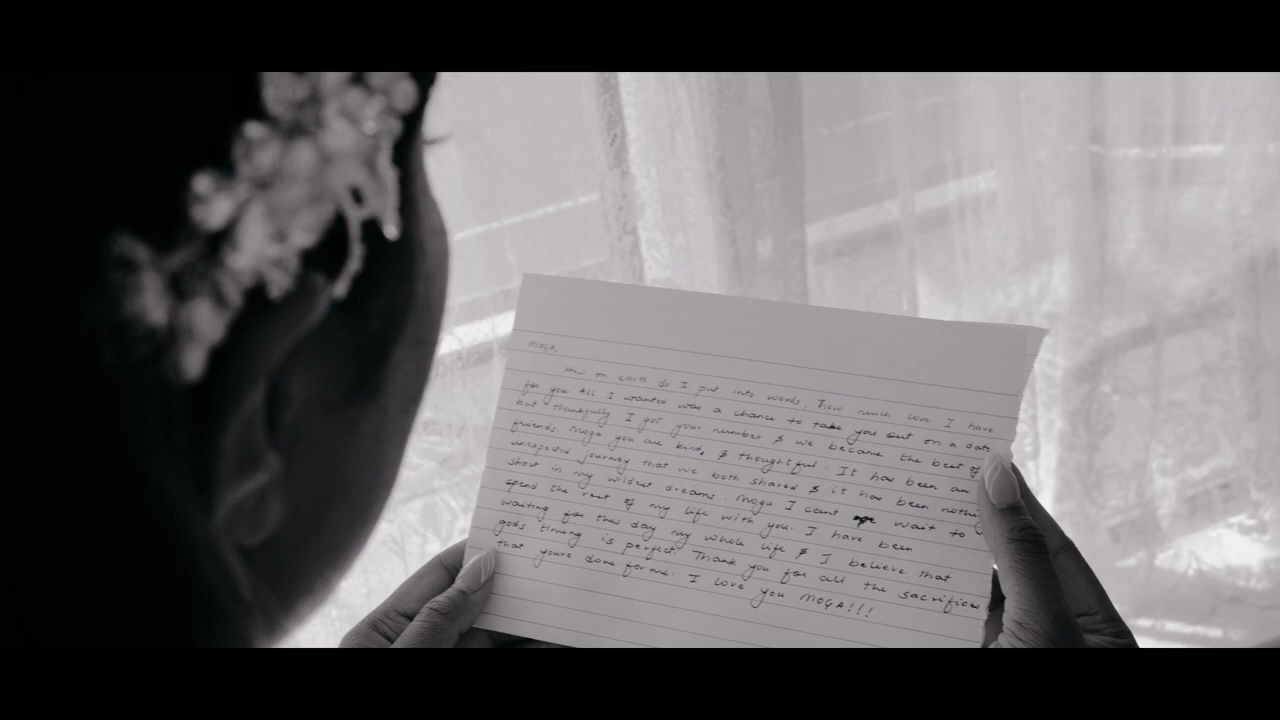 MOGA,
How on earth do I put into words, how much love I have
for you All I wanted was a chance to take you out on a date
but thankfully I got your number & we became the best of
friends. Moga you are kind, & thoughtful. It has been an
unexpected journey that we both shared & it has been nothi
short in my wildest dreams. Moga I cant wait to
spend the rest of my life with you. I have been
waiting for this day my whole life & I believe that
gods timing is perfect Thank you for all the sacrifices
that youve done for me. I love you MOGA!!!